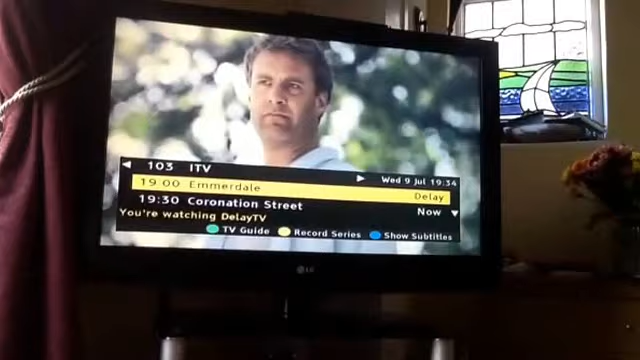 103 ITV
Wed 9 Jul 19:34
19:00 Emmerdale Delay
19:30 Coronation Street Now
You're watching DelayTV
TV Guide Record Series Show Subtitles
LG